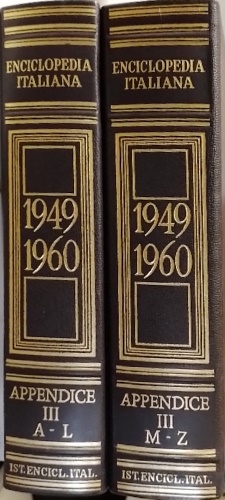 ENCICLOPEDIA
ITALIANA
1949
1960
APPENDICE
III
A - L
IST. ENCICL. ITAL.
ENCICLOPEDIA
ITALIANA
1949
1960
APPENDICE
III
M - Z
IST. ENCICL. ITAL.